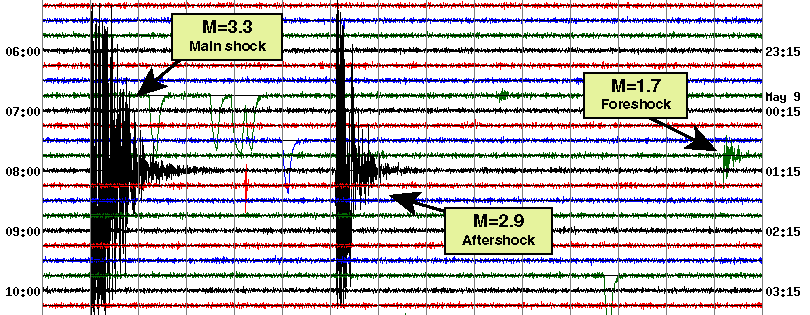 M=3.3
Main shock
06:00
23:15
M=1.7
Foreshock
May 9
07:00
00:15
08:00
01:15
M=2.9
Aftershock
09:00
02:15
10:00
03:15